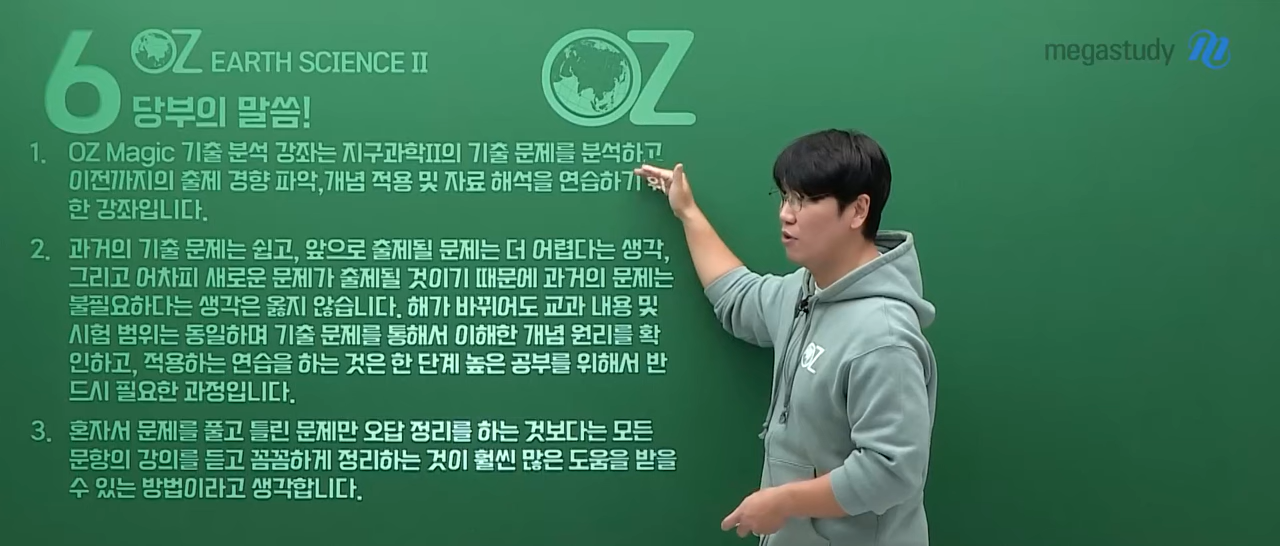 6
OZ EARTH SCIENCE II
당부의 말씀!
OZ
megastudy
1. OZ Magic 기출 분석 강좌는 지구과학II의 기출 문제를 분석하고
이전까지의 출제 경향 파악,개념 적용 및 자료 해석을 연습하기
한 강좌입니다.
2. 과거의 기출 문제는 쉽고, 앞으로 출제될 문제는 더 어렵다는 생각,
그리고 어차피 새로운 문제가 출제될 것이기 때문에 과거의 문제는
불필요하다는 생각은 옳지 않습니다. 해가 바뀌어도 교과 내용 및
시험 범위는 동일하며 기출 문제를 통해서 이해한 개념 원리를 확
인하고, 적용하는 연습을 하는 것은 한 단계 높은 공부를 위해서 반
드시 필요한 과정입니다.
3. 혼자서 문제를 풀고 틀린 문제만 오답 정리를 하는 것보다는 모든
문항의 강의를 듣고 꼼꼼하게 정리하는 것이 훨씬 많은 도움을 받을
수 있는 방법이라고 생각합니다.
OZ